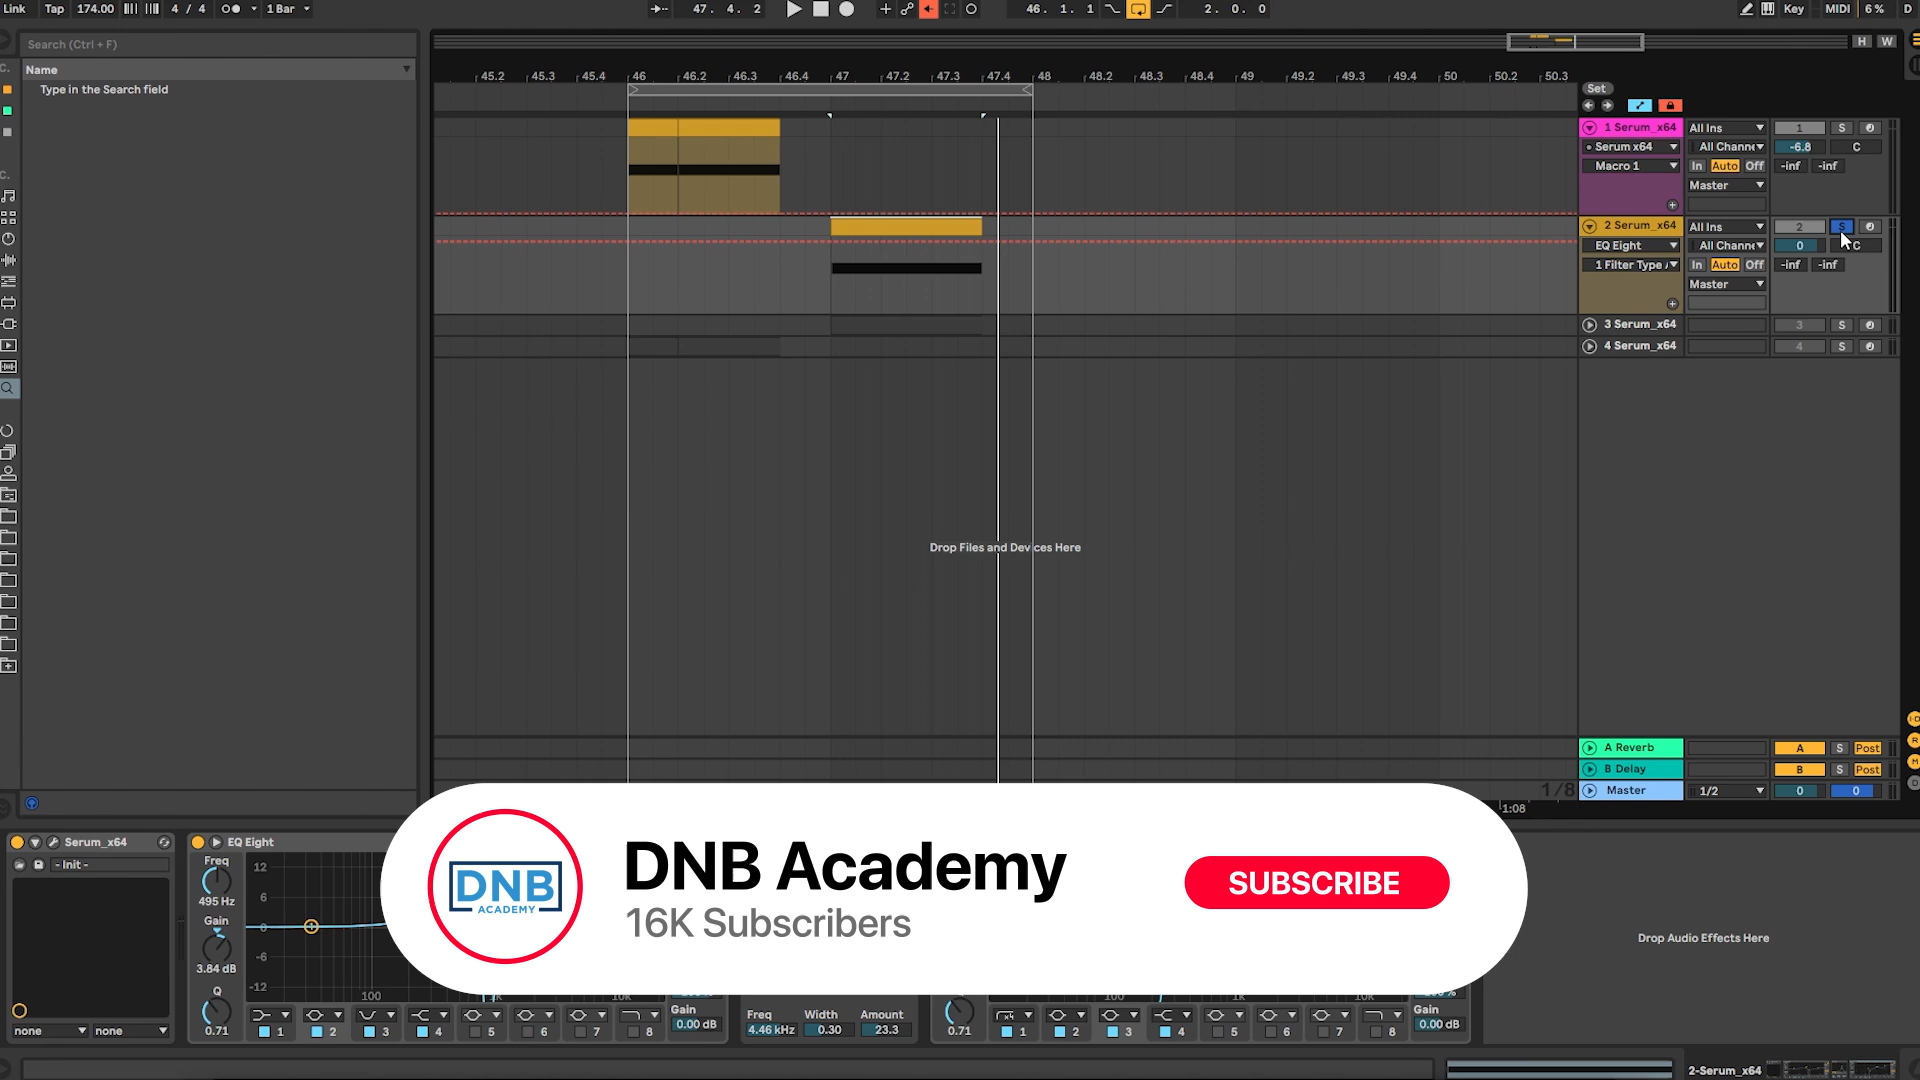 Link Tap 174.00 4 / 4 1 Bar 47. 4. 2 46. 1. 1 2. 0. 0 Key MIDI 6 % D
Search (Ctrl + F)
H W
Name
45.2 45.3 45.4 46 46.2 46.3 46.4 47 47.2 47.3 47.4 48 48.2 48.3 48.4 49 49.2 49.3 49.4 50 50.2 50.3
Type in the Search field
Set
1 Serum_x64 All Ins 1 S
Serum x64 All Channe -6.8 C
Macro 1 In Auto Off -inf -inf
Master
2 Serum_x64 All Ins 2 S
EQ Eight All Channe 0 C
1 Filter Type In Auto Off -inf -inf
Master
3 Serum_x64 3 S
4 Serum_x64 4 S
Drop Files and Devices Here
A Reverb A S Post
B Delay B S Post
1/8 Master 1/2 0 0
1:08
Serum_x64 EQ Eight
- Init -
Freq 12
495 Hz 6
Gain 0
3.84 dB -6
Q -12
0.71 100
DNB Academy
16K Subscribers
SUBSCRIBE
DNB
ACADEMY
Drop Audio Effects Here
none none 1 2 3 4 5 6 7 8
Gain
0.00 dB
Freq Width Amount
4.46 kHz 0.30 23.3
0.71 1 2 3 4 5 6 7 8
Gain
0.00 dB
2-Serum_x64